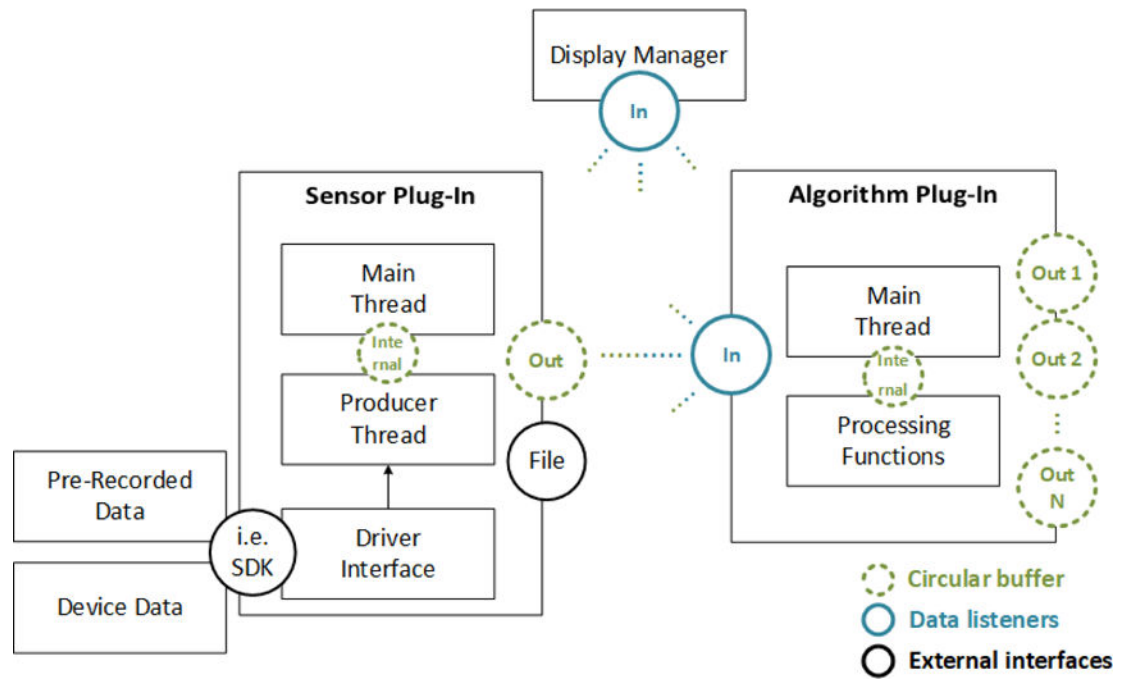 Display Manager
In
Sensor Plug-In
Main
Thread
Inte
rnal
Producer
Thread
Out
File
Pre-Recorded
Data
Device Data
i.e.
SDK
Driver
Interface
Algorithm Plug-In
In
Main
Thread
Inte
rnal
Processing
Functions
Out 1
Out 2
Out
N
Circular buffer
Data listeners
External interfaces